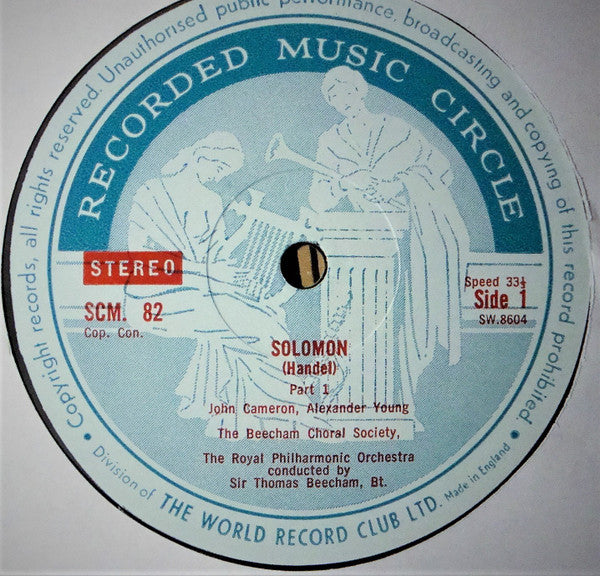 Copyright records, all rights reserved. Unauthorised public performance, broadcasting and copying of this record prohibited.
RECORDED MUSIC CIRCLE
STEREO
SCM. 82
Cop. Con.
Speed 33⅓
Side 1
SW.8604
SOLOMON
(Handel)
Part 1
John Cameron, Alexander Young
The Beecham Choral Society,
The Royal Philharmonic Orchestra
conducted by
Sir Thomas Beecham, Bt.
Division of THE WORLD RECORD CLUB LTD. Made in England